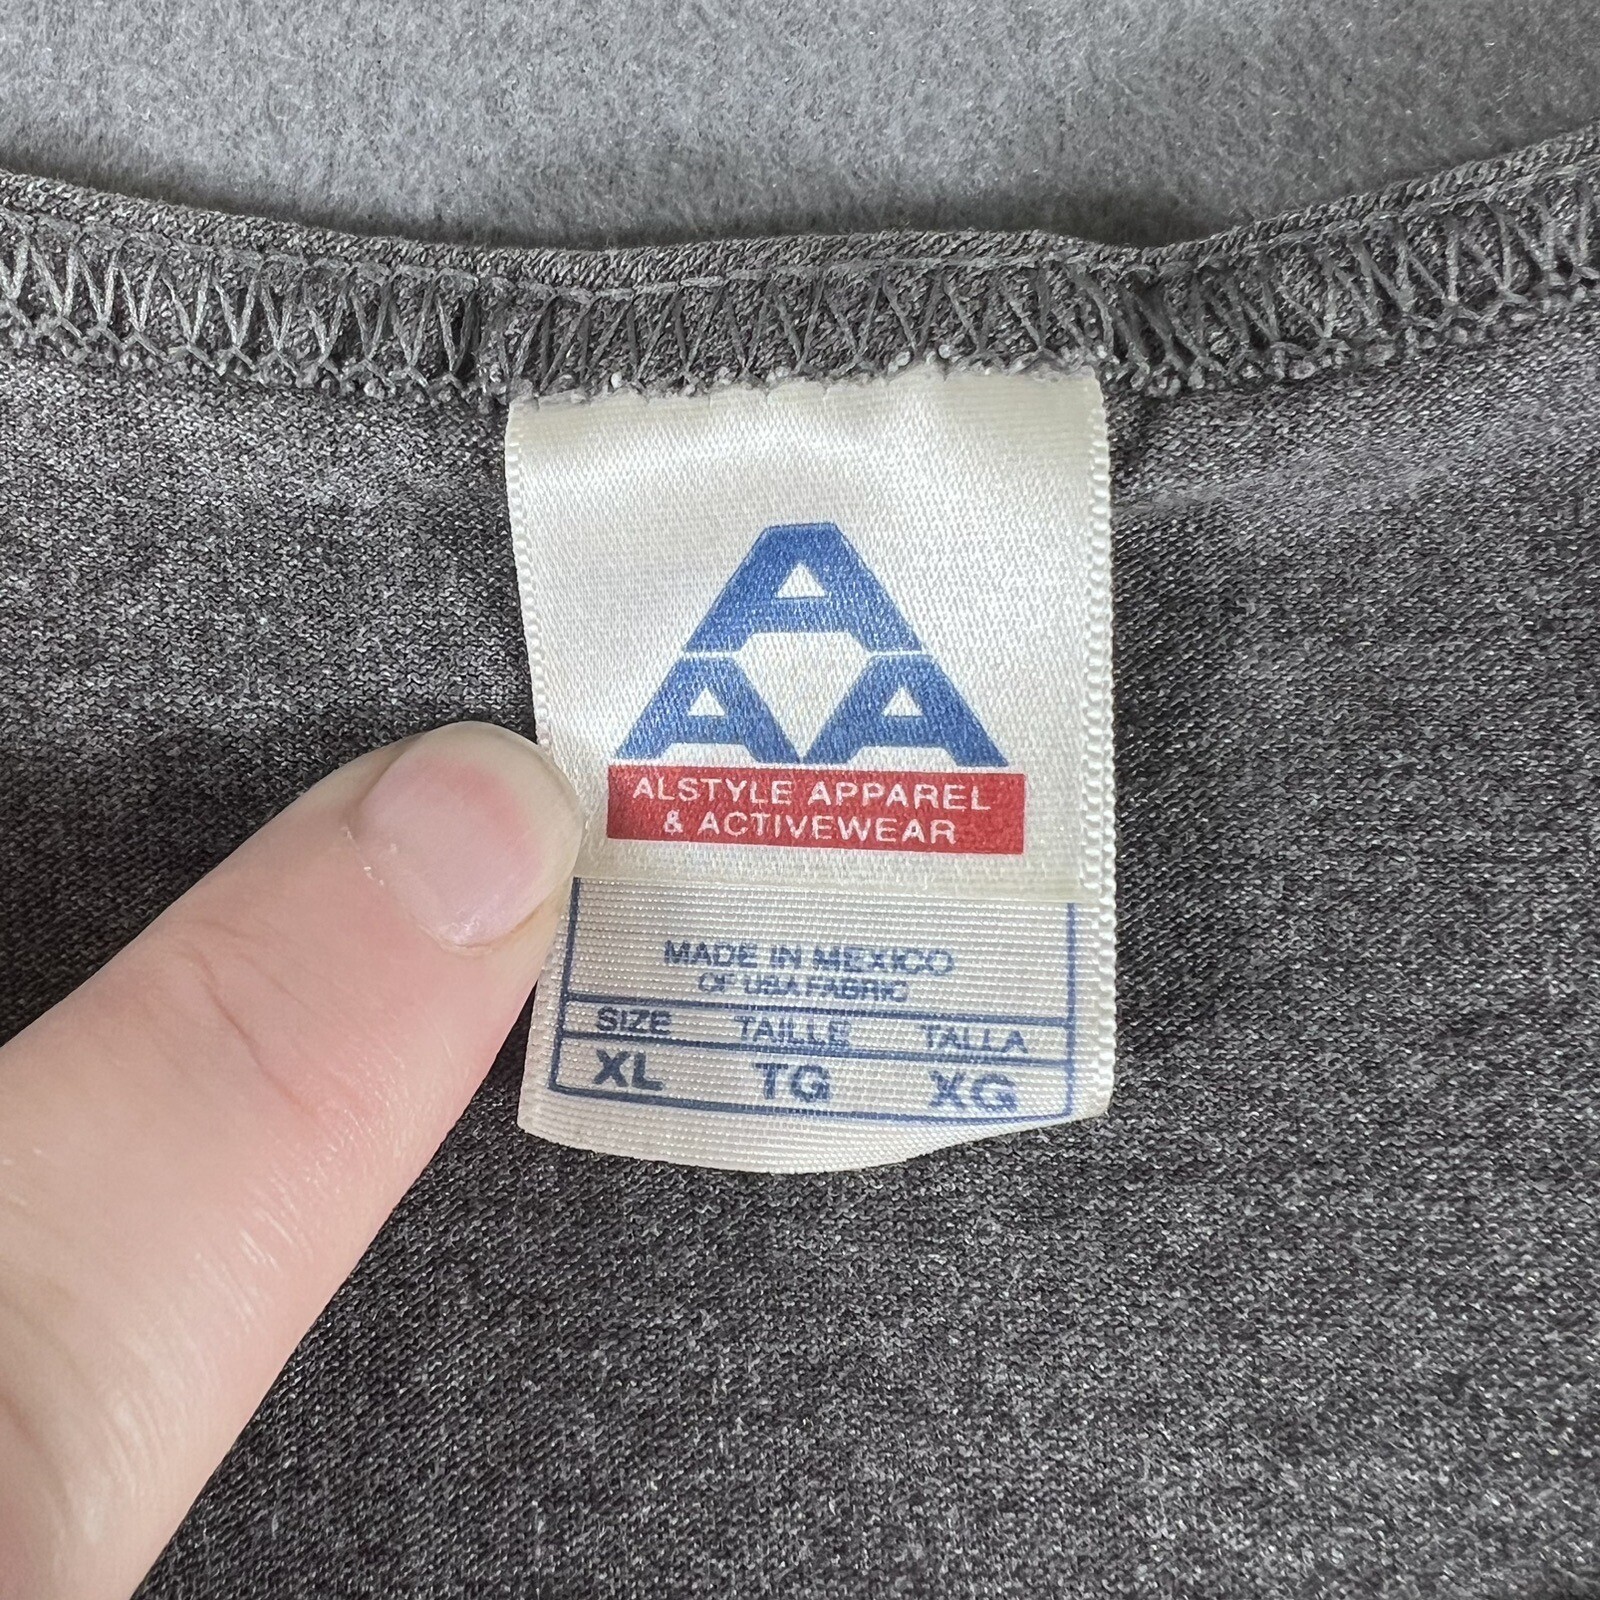 A
A A
ALSTYLE APPAREL
& ACTIVEWEAR
MADE IN MEXICO
OF USA FABRIC
SIZE TAILLE TALLA
XL TG XG